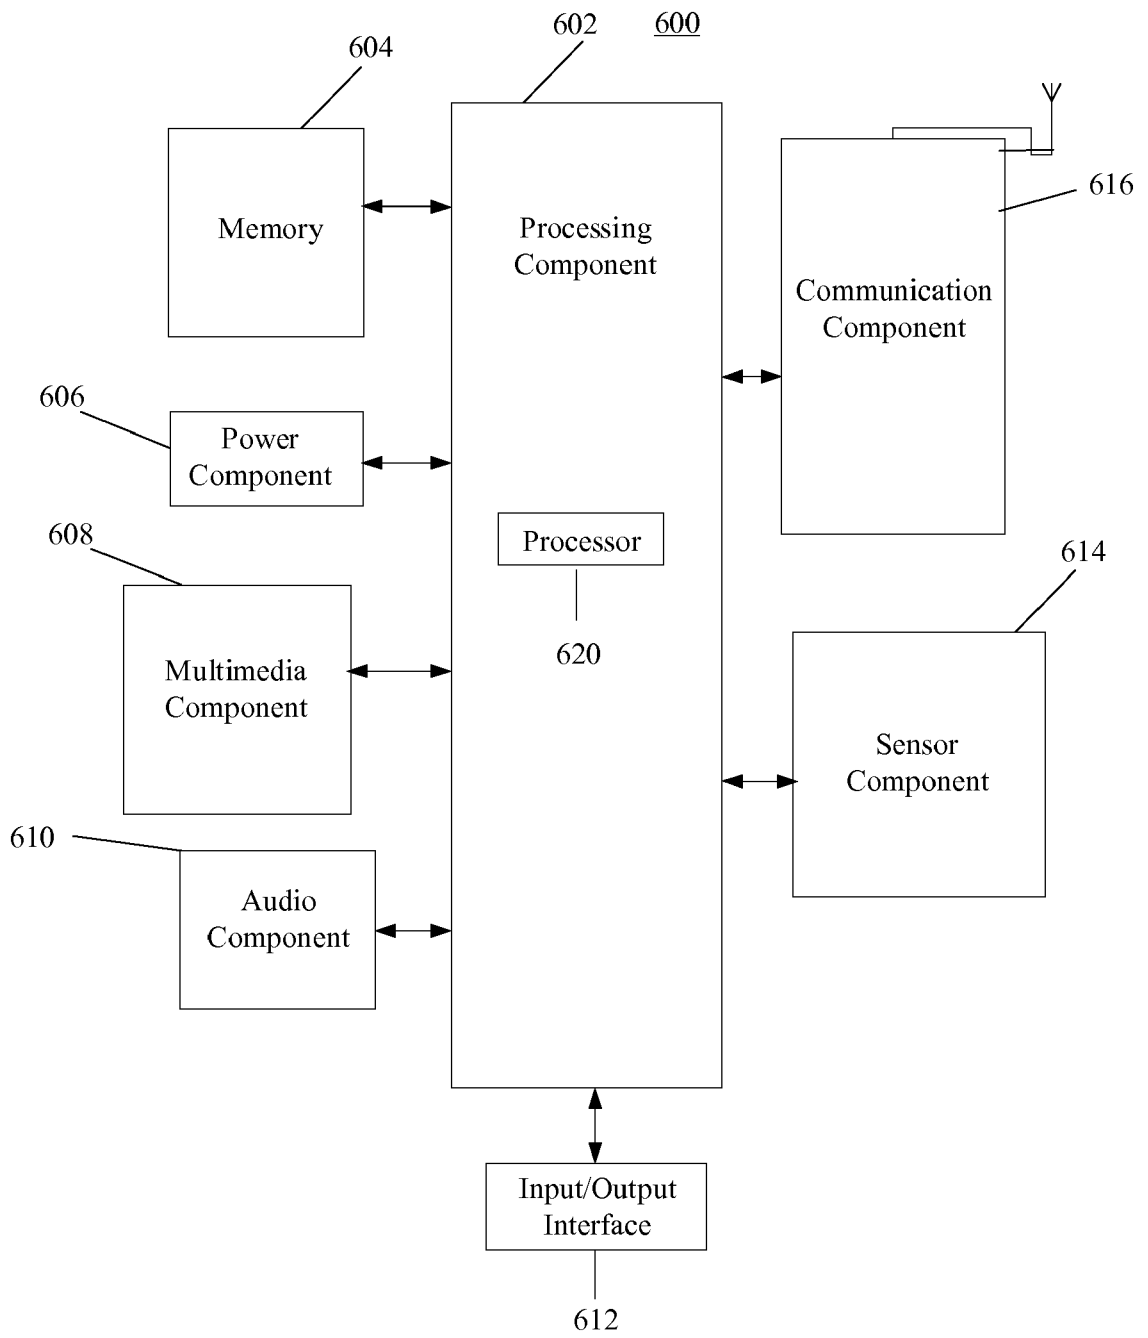 602
600
604
616
Memory
Processing
Component
Communication
Component
606
Power
Component
608
Processor
614
620
Multimedia
Component
Sensor
Component
610
Audio
Component
Input/Output
Interface
612